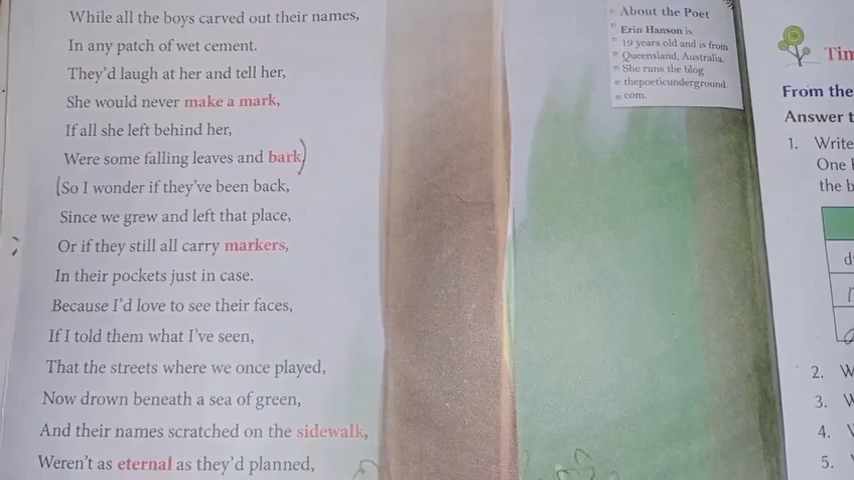 While all the boys carved out their names,
In any patch of wet cement.
They'd laugh at her and tell her,
She would never make a mark,
If all she left behind her,
Were some falling leaves and bark)
(So I wonder if they've been back,
Since we grew and left that place,
Or if they still all carry markers,
In their pockets just in case.
Because I'd love to see their faces,
If I told them what I've seen,
That the streets where we once played,
Now drown beneath a sea of green,
And their names scratched on the sidewalk,
Weren't as eternal as they'd planned,
About the Poet
Erin Hanson is
19 years old and is from
Queensland, Australia.
She runs the blog
thepoeticunderground.
com.
From the
Answer t
1. Write
One
the b
2. W
3. W
4.
5.